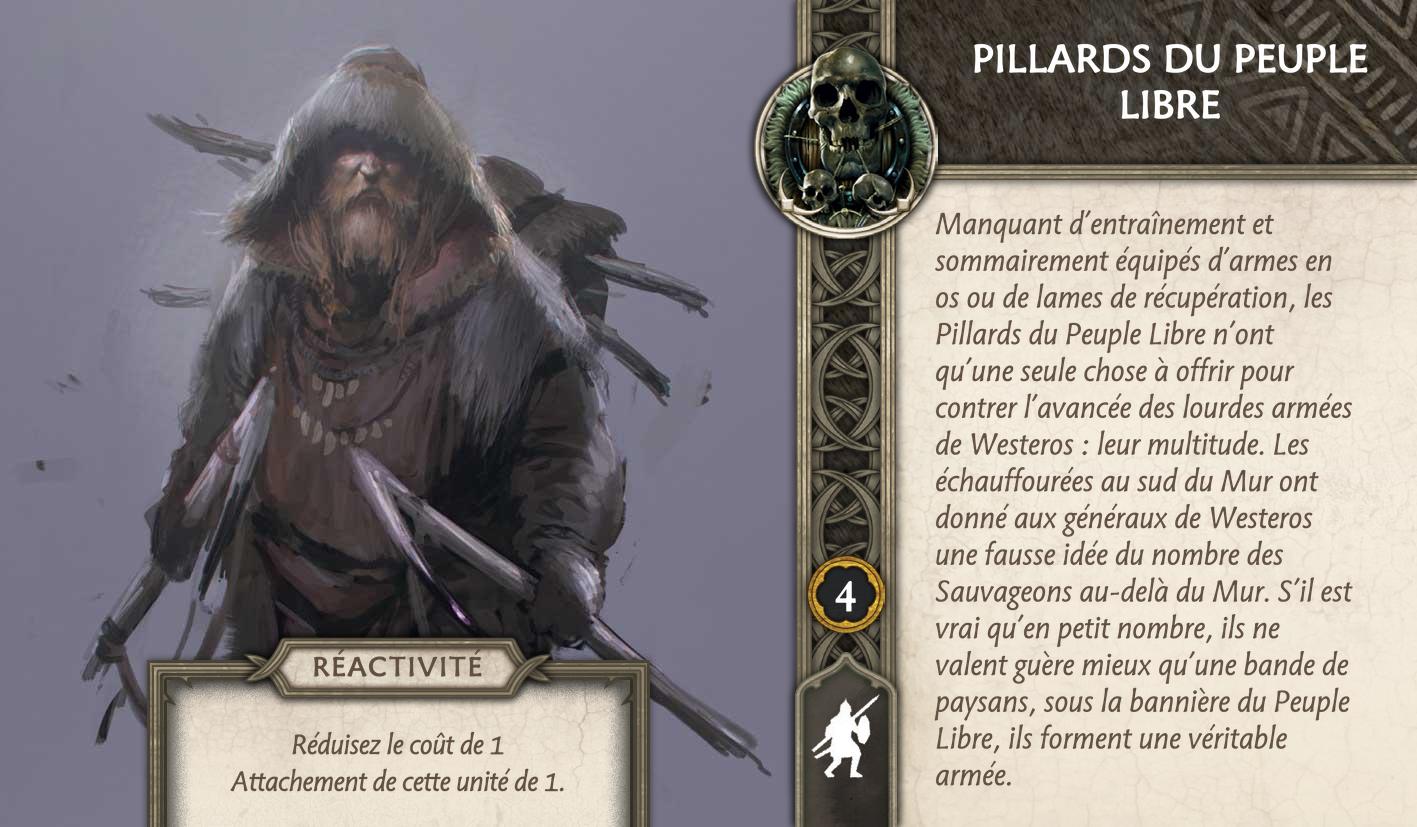 PILLARDS DU PEUPLE
LIBRE
Manquant d'entraînement et
sommairement équipés d'armes en
os ou de lames de récupération, les
Pillards du Peuple Libre n'ont
qu'une seule chose à offrir pour
contrer l'avancée des lourdes armées
de Westeros : leur multitude. Les
échauffourées au sud du Mur ont
donné aux généraux de Westeros
une fausse idée du nombre des
Sauvageons au-delà du Mur. S'il est
vrai qu'en petit nombre, ils ne
valent guère mieux qu'une bande de
paysans, sous la bannière du Peuple
Libre, ils forment une véritable
armée.
4
RÉACTIVITÉ
Réduisez le coût de 1
Attachement de cette unité de 1.